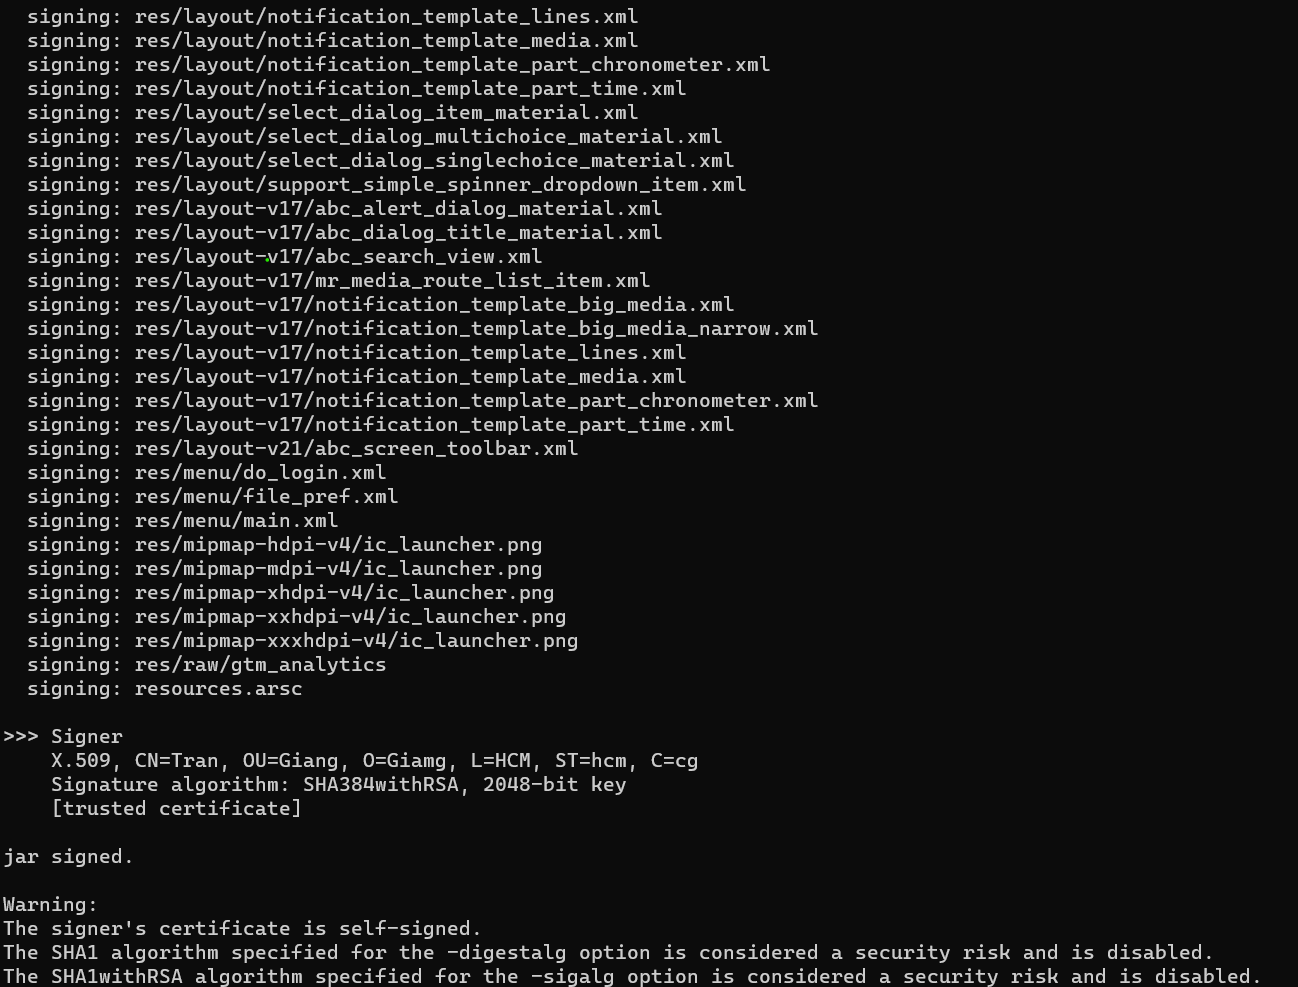 signing: res/layout/notification_template_lines.xml
signing: res/layout/notification_template_media.xml
signing: res/layout/notification_template_part_chronometer.xml
signing: res/layout/notification_template_part_time.xml
signing: res/layout/select_dialog_item_material.xml
signing: res/layout/select_dialog_multichoice_material.xml
signing: res/layout/select_dialog_singlechoice_material.xml
signing: res/layout/support_simple_spinner_dropdown_item.xml
signing: res/layout-v17/abc_alert_dialog_material.xml
signing: res/layout-v17/abc_dialog_title_material.xml
signing: res/layout-v17/abc_search_view.xml
signing: res/layout-v17/mr_media_route_list_item.xml
signing: res/layout-v17/notification_template_big_media.xml
signing: res/layout-v17/notification_template_big_media_narrow.xml
signing: res/layout-v17/notification_template_lines.xml
signing: res/layout-v17/notification_template_media.xml
signing: res/layout-v17/notification_template_part_chronometer.xml
signing: res/layout-v17/notification_template_part_time.xml
signing: res/layout-v21/abc_screen_toolbar.xml
signing: res/menu/do_login.xml
signing: res/menu/file_pref.xml
signing: res/menu/main.xml
signing: res/mipmap-hdpi-v4/ic_launcher.png
signing: res/mipmap-mdpi-v4/ic_launcher.png
signing: res/mipmap-xhdpi-v4/ic_launcher.png
signing: res/mipmap-xxhdpi-v4/ic_launcher.png
signing: res/mipmap-xxxhdpi-v4/ic_launcher.png
signing: res/raw/gtm_analytics
signing: resources.arsc
>>> Signer
X.509, CN=Tran, OU=Giang, O=Giamg, L=HCM, ST=hcm, C=cg
Signature algorithm: SHA384withRSA, 2048-bit key
[trusted certificate]
jar signed.
Warning:
The signer's certificate is self-signed.
The SHA1 algorithm specified for the -digestalg option is considered a security risk and is disabled.
The SHA1withRSA algorithm specified for the -sigalg option is considered a security risk and is disabled.